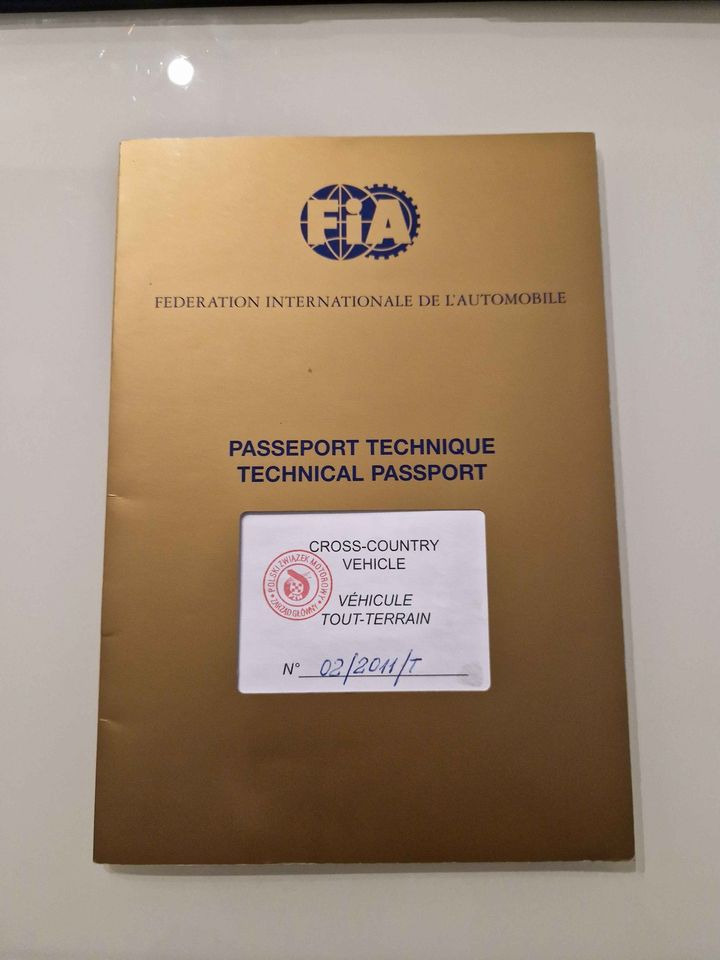 FiA
FEDERATION INTERNATIONALE DE L'AUTOMOBILE
PASSEPORT TECHNIQUE
TECHNICAL PASSPORT
CROSS-COUNTRY
VEHICLE
POLSKI ZWIĄZEK MOTOROWY
ZARZĄD GŁÓWNY
VÉHICULE
TOUT-TERRAIN
N° 02/2011/T